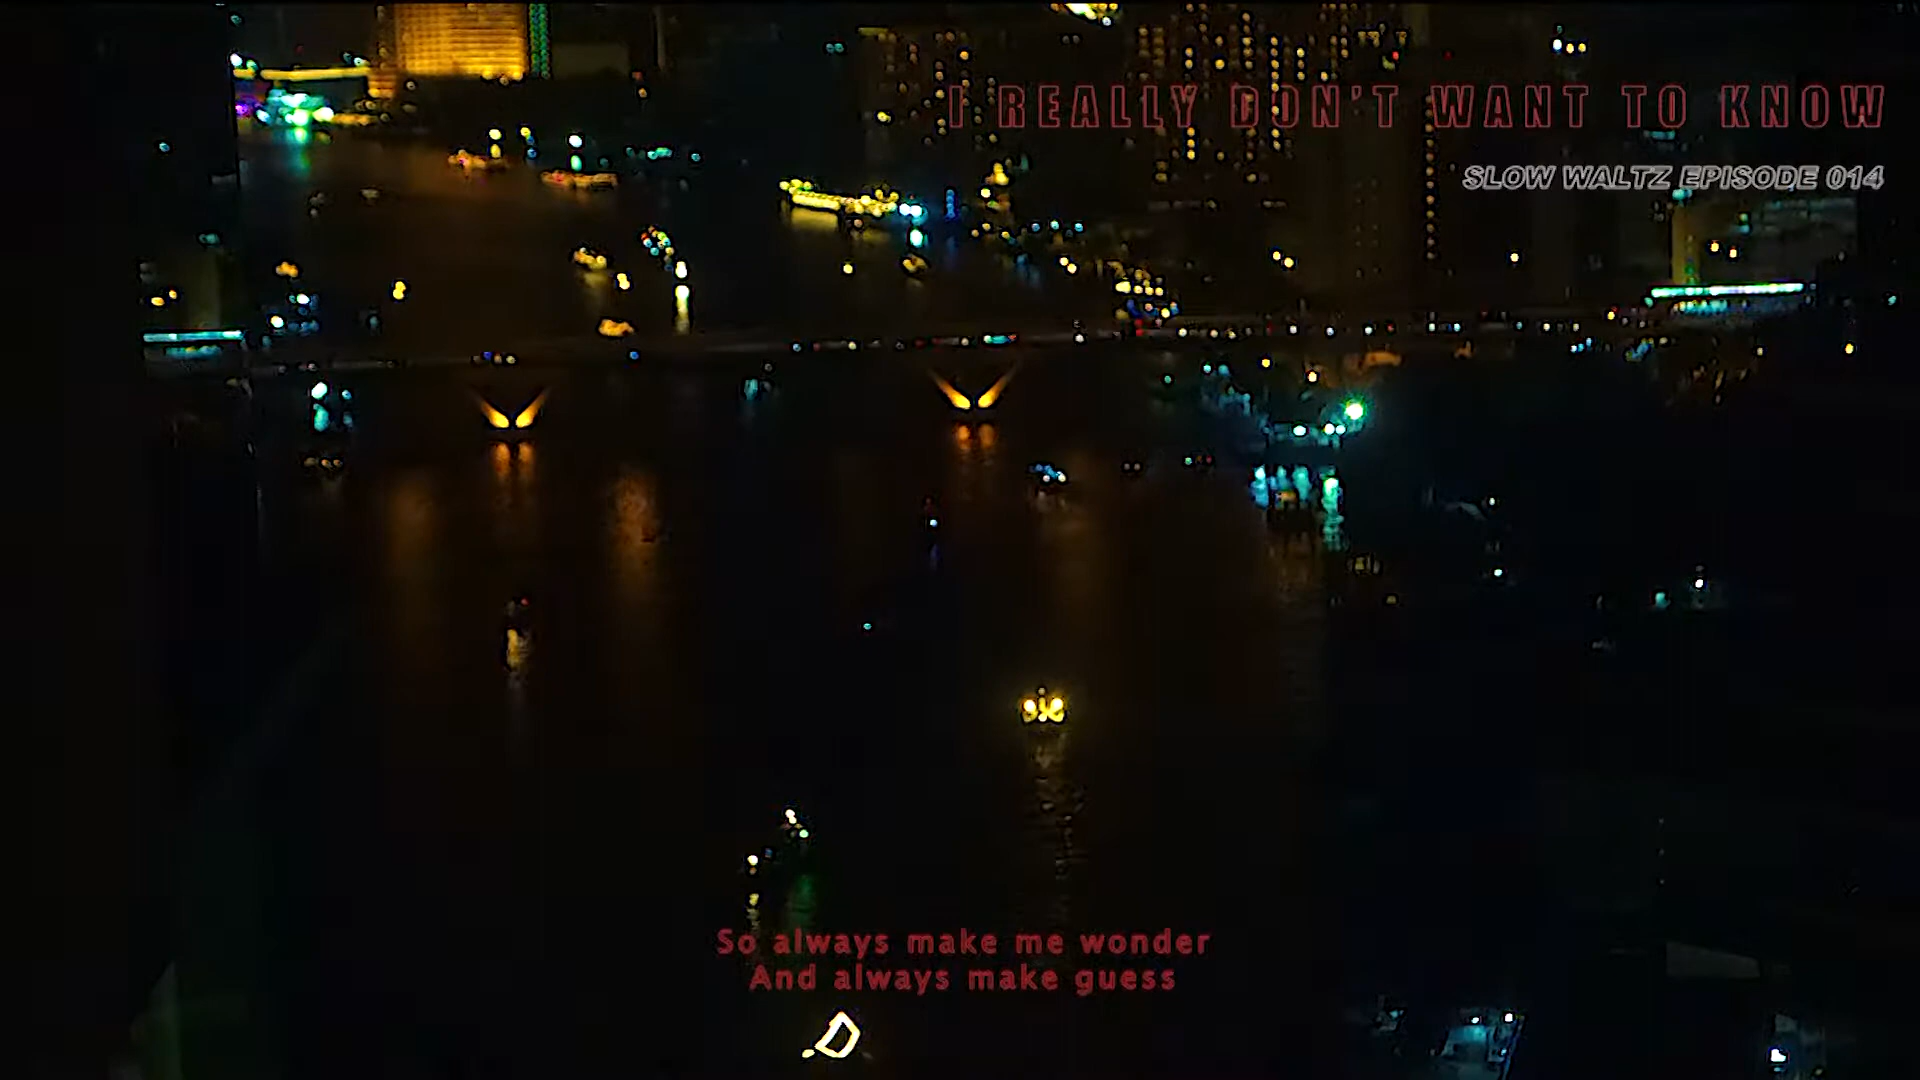 I REALLY DON'T WANT TO KNOW
SLOW WALTZ EPISODE 014
So always make me wonder
And always make guess